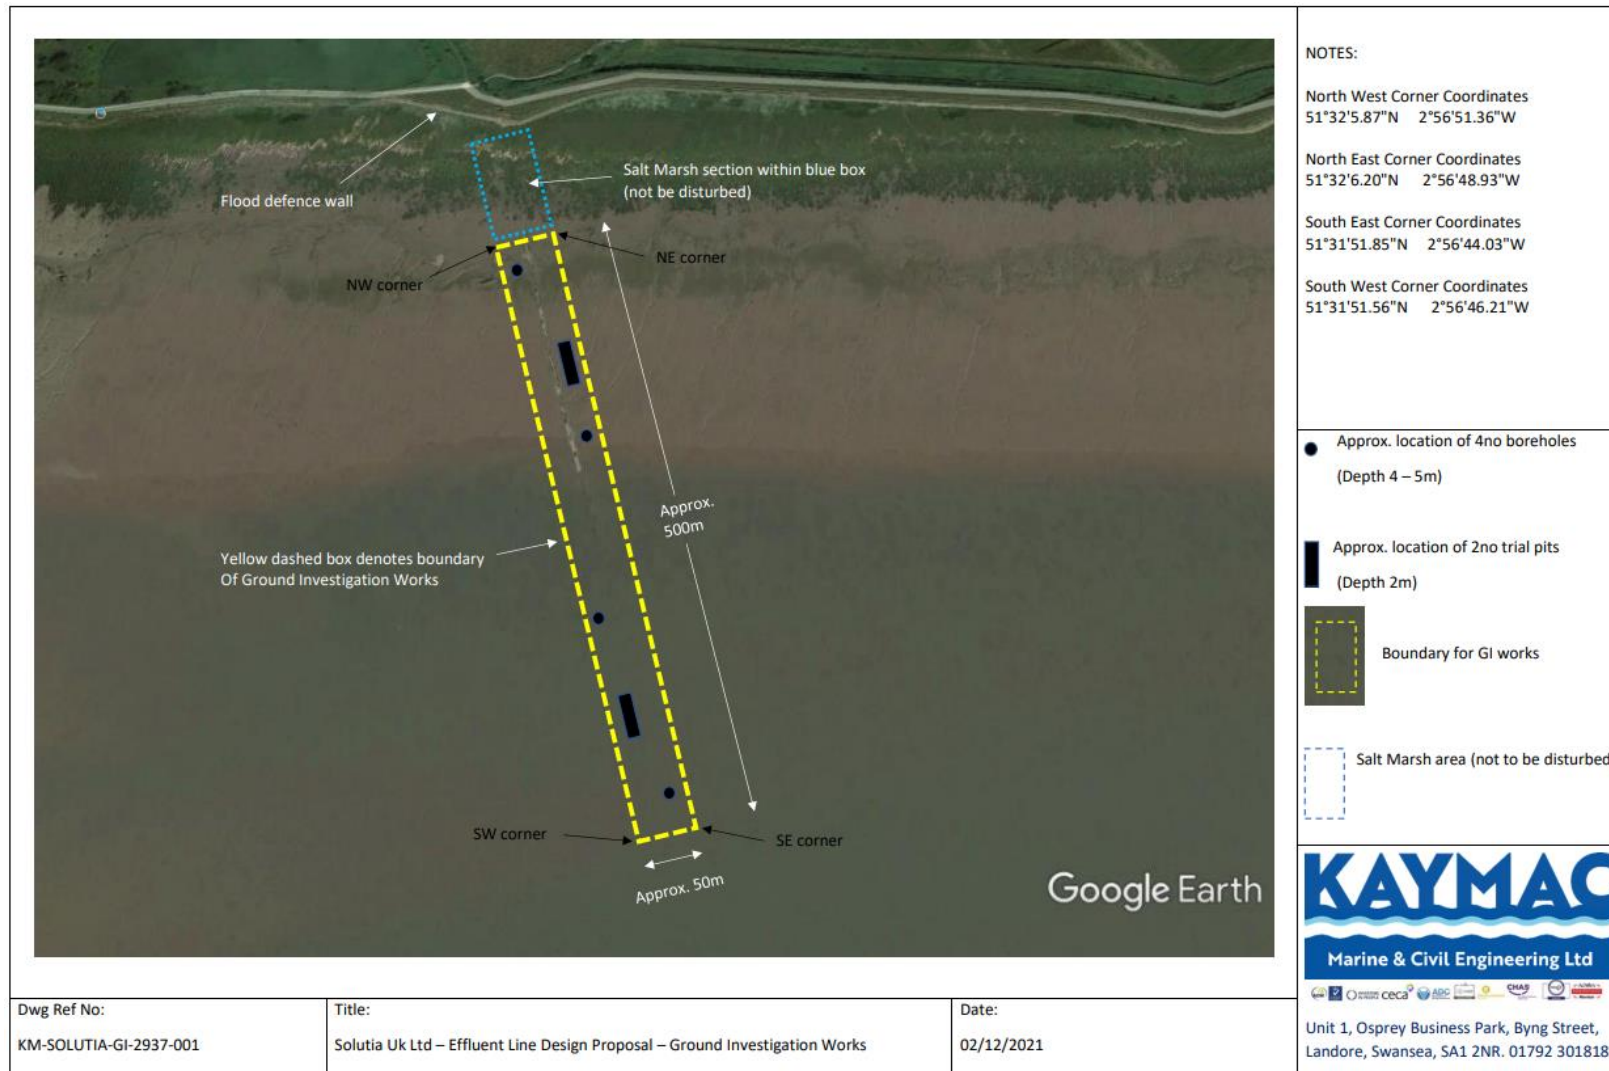 Flood defence wall
Salt Marsh section within blue box
(not be disturbed)
NW corner
NE corner
Approx.
500m
Yellow dashed box denotes boundary
Of Ground Investigation Works
SW corner
SE corner
Approx. 50m
Google Earth
NOTES:
North West Corner Coordinates
51°32'5.87"N 2°56'51.36"W
North East Corner Coordinates
51°32'6.20"N 2°56'48.93"W
South East Corner Coordinates
51°31'51.85"N 2°56'44.03"W
South West Corner Coordinates
51°31'51.56"N 2°56'46.21"W
Approx. location of 4no boreholes
(Depth 4 – 5m)
Approx. location of 2no trial pits
(Depth 2m)
Boundary for GI works
Salt Marsh area (not to be disturbed
KAYMAC
Marine & Civil Engineering Ltd
ceca
ADC
CHAS
Unit 1, Osprey Business Park, Byng Street,
Landore, Swansea, SA1 2NR. 01792 301818
Dwg Ref No:
KM-SOLUTIA-GI-2937-001
Title:
Solutia Uk Ltd – Effluent Line Design Proposal – Ground Investigation Works
Date:
02/12/2021